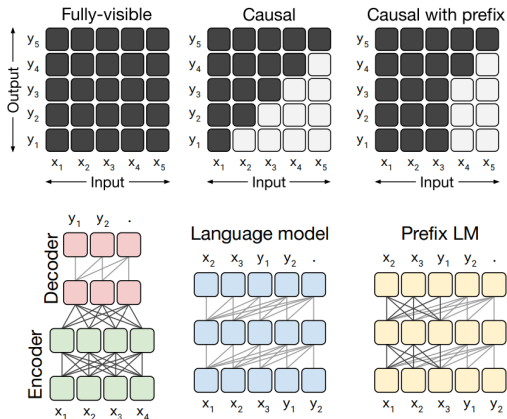 Fully-visible
Causal
Causal with prefix
Output
y5
y4
y3
y2
y1
x1 x2 x3 x4 x5
Input
x1 x2 x3 x4 x5
Input
y5
y4
y3
y2
y1
x1 x2 x3 x4 x5
Input
y5
y4
y3
y2
y1
Decoder
Encoder
y1 y2 .
x1 x2 x3 x4
Language model
x2 x3 y1 y2 .
x1 x2 x3 y1 y2
Prefix LM
x2 x3 y1 y2 .
x1 x2 x3 y1 y2